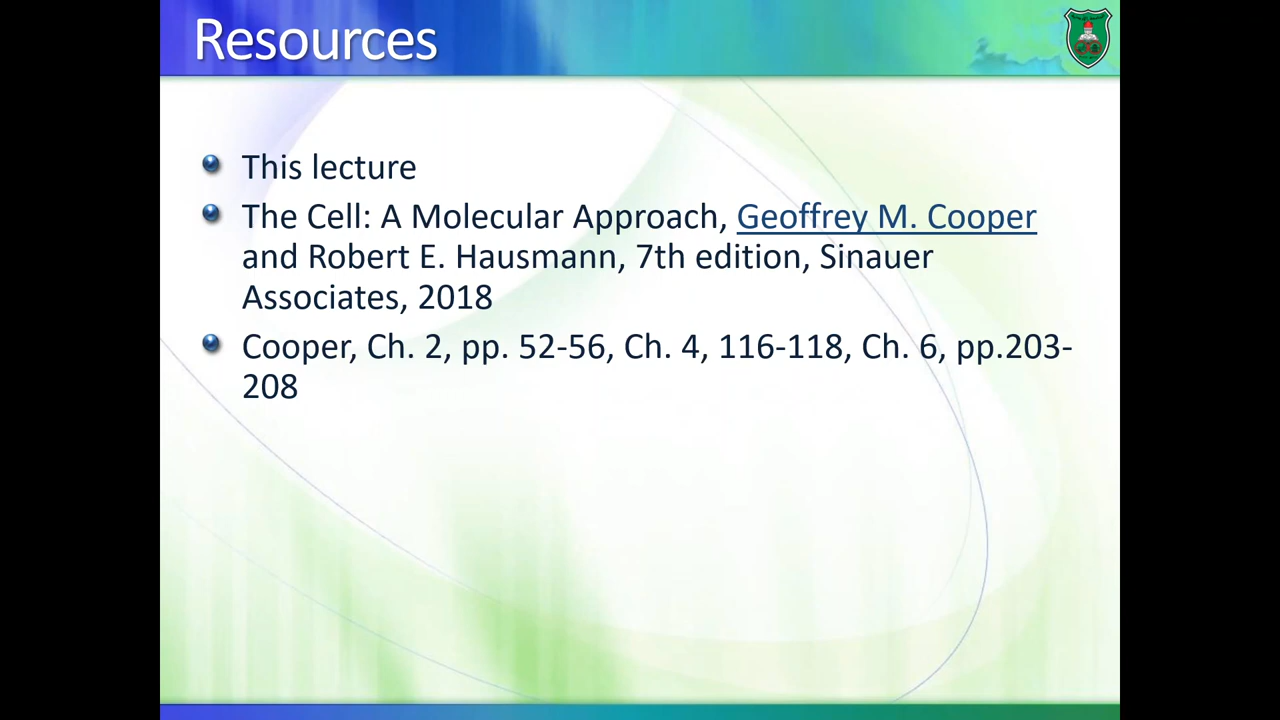 Resources
This lecture
The Cell: A Molecular Approach, Geoffrey M. Cooper
and Robert E. Hausmann, 7th edition, Sinauer
Associates, 2018
Cooper, Ch. 2, pp. 52-56, Ch. 4, 116-118, Ch. 6, pp.203-
208